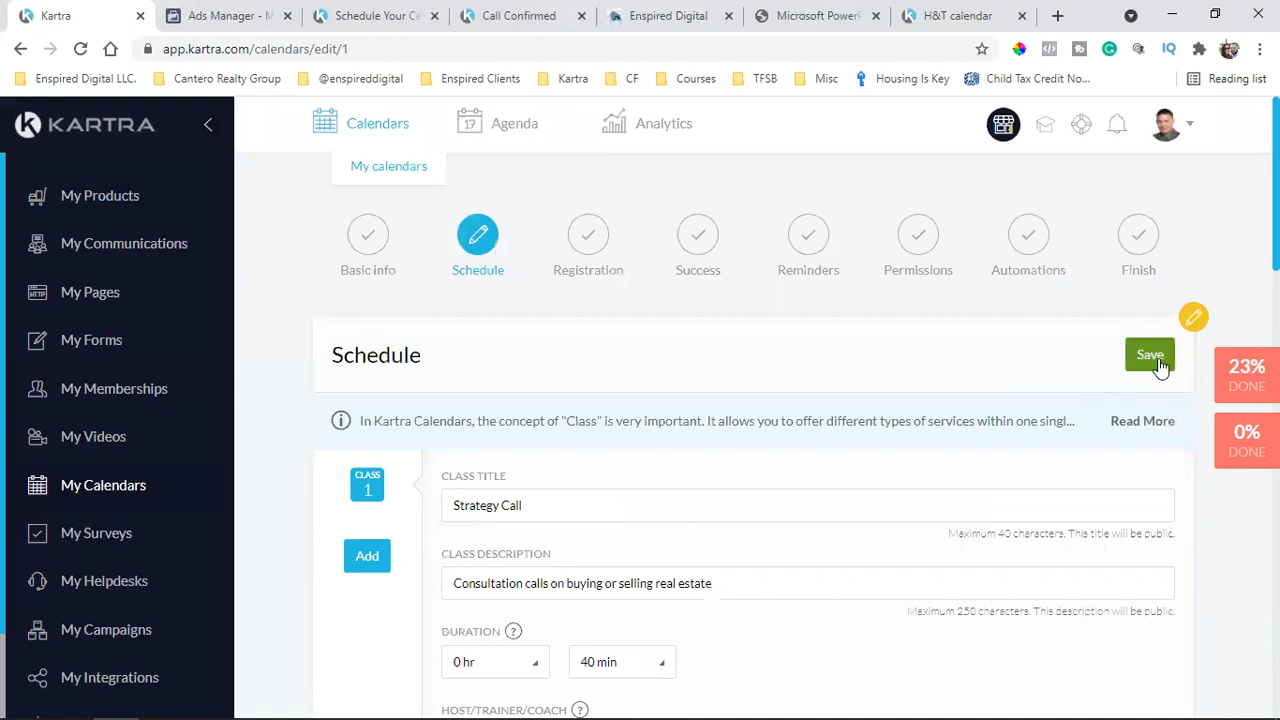 Kartra
Ads Manager - M
Schedule Your Ca
Call Confirmed
Enspired Digital
Microsoft Power
H&T calendar
app.kartra.com/calendars/edit/1
IQ
Enspired Digital LLC.
Cantero Realty Group
@enspireddigital
Enspired Clients
Kartra
CF
Courses
TFSB
Misc
Housing Is Key
Child Tax Credit No...
Reading list
KARTRA
Calendars
17
Agenda
Analytics
My calendars
My Products
My Communications
HTTP
My Pages
My Forms
My Memberships
My Videos
My Calendars
My Surveys
My Helpdesks
My Campaigns
My Integrations
Basic info
Schedule
Registration
Success
Reminders
Permissions
Automations
Finish
Schedule
Save
23%
DONE
0%
DONE
In Kartra Calendars, the concept of "Class" is very important. It allows you to offer different types of services within one singl...
Read More
CLASS
1
Add
CLASS TITLE
Strategy Call
Maximum 40 characters. This title will be public.
CLASS DESCRIPTION
Consultation calls on buying or selling real estate
Maximum 250 characters. This description will be public.
DURATION ?
0 hr
40 min
HOST/TRAINER/COACH ?